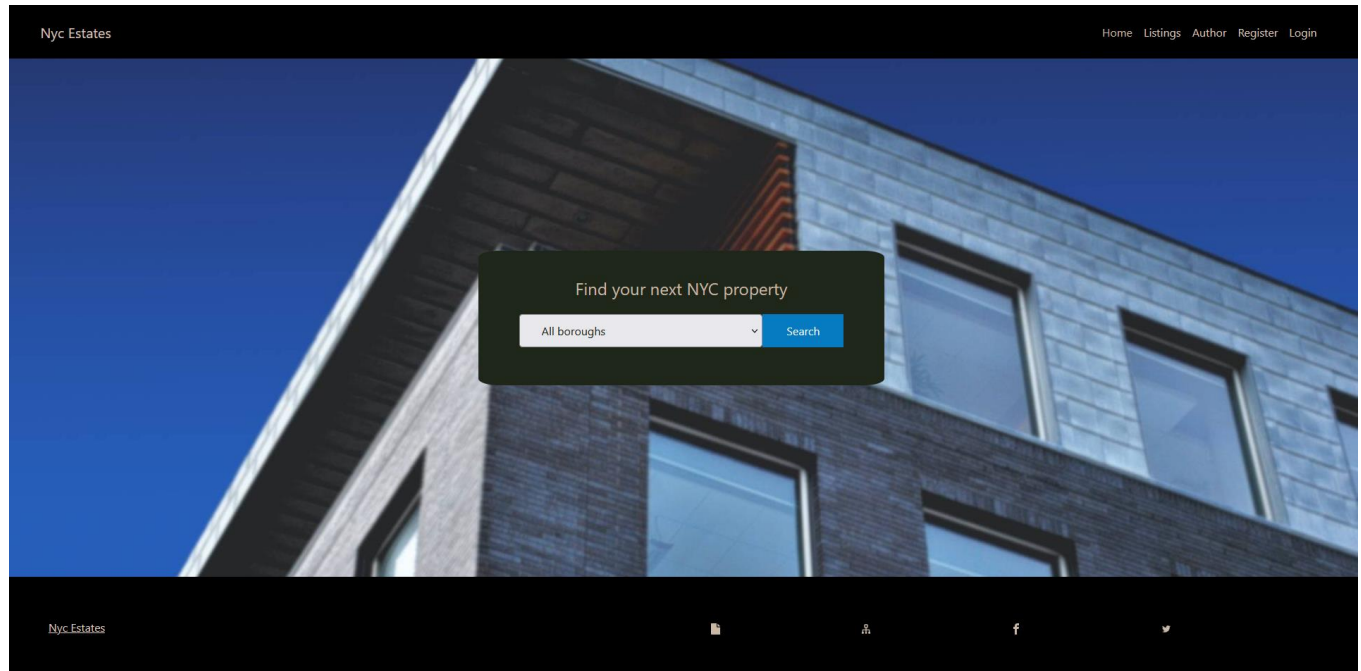 Nyc Estates
Home Listings Author Register Login
Find your next NYC property
All boroughs
Search
Nyc Estates